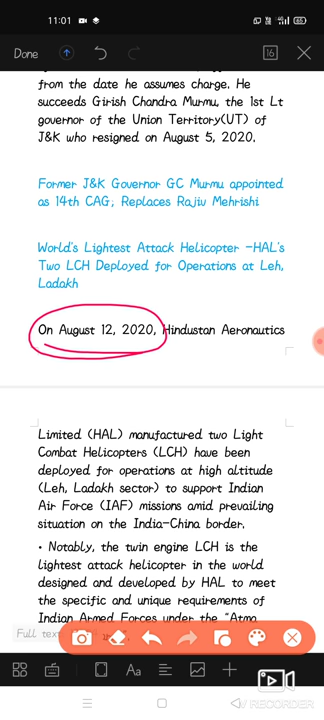 11:01
65
Done
16
from the date he assumes charge. He
succeeds Girish Chandra Murmu, the 1st Lt
governor of the Union Territory(UT) of
J&K who resigned on August 5, 2020.
Former J&K Governor GC Murmu appointed
as 14th CAG; Replaces Rajiv Mehrishi
World's Lightest Attack Helicopter –HAL's
Two LCH Deployed for Operations at Leh,
Ladakh
On August 12, 2020, Hindustan Aeronautics
Limited (HAL) manufactured two Light
Combat Helicopters (LCH) have been
deployed for operations at high altitude
(Leh, Ladakh sector) to support Indian
Air Force (IAF) missions amid prevailing
situation on the India-China border.
• Notably, the twin engine LCH is the
lightest attack helicopter in the world
designed and developed by HAL to meet
the specific and unique requirements of
Indian Armed Forces under the "Atma
Full
Aa
RECORDER